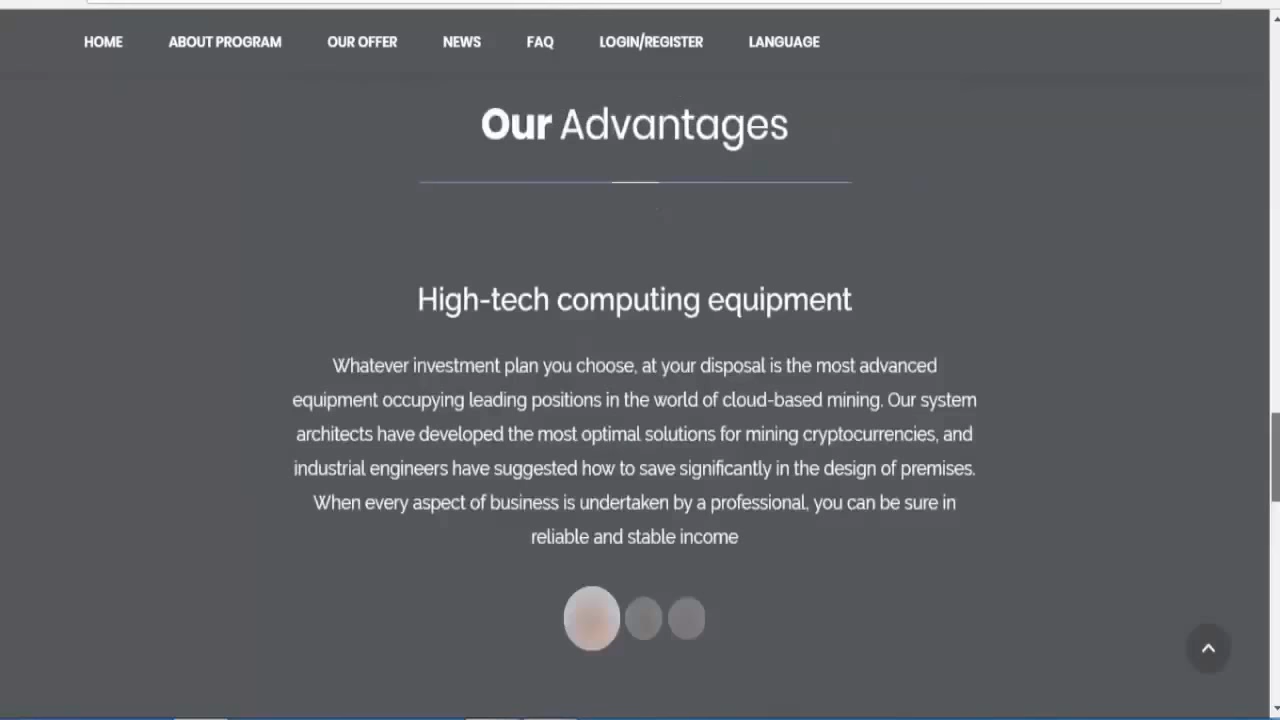 HOME ABOUT PROGRAM OUR OFFER NEWS FAQ LOGIN/REGISTER LANGUAGE
Our Advantages
High-tech computing equipment
Whatever investment plan you choose, at your disposal is the most advanced
equipment occupying leading positions in the world of cloud-based mining. Our system
architects have developed the most optimal solutions for mining cryptocurrencies, and
industrial engineers have suggested how to save significantly in the design of premises.
When every aspect of business is undertaken by a professional, you can be sure in
reliable and stable income